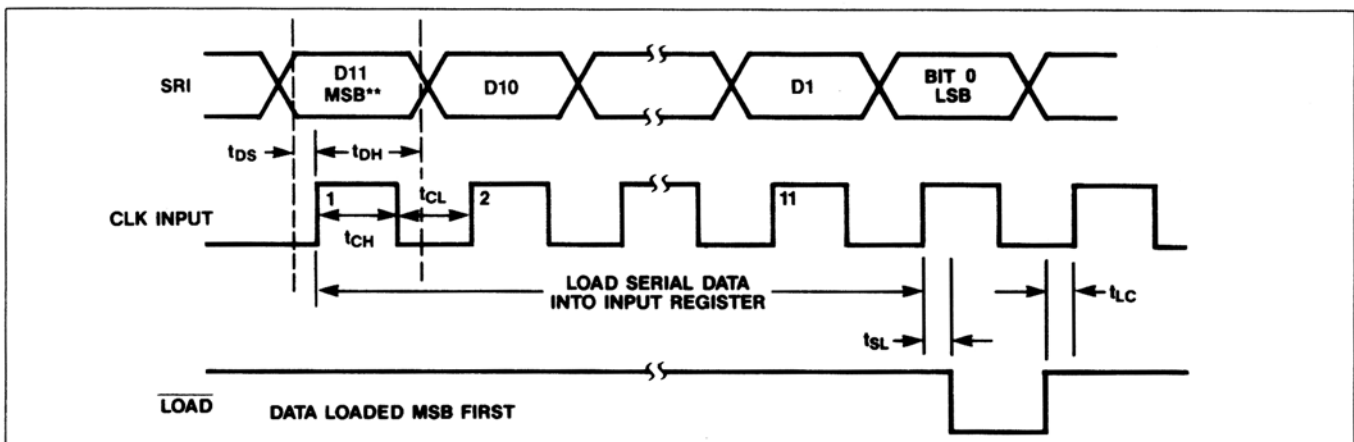 SRI
D11
MSB**
D10
D1
BIT 0
LSB
tDS
tDH
CLK INPUT
1
tCL
2
11
tCH
LOAD SERIAL DATA
INTO INPUT REGISTER
tLC
tSL
LOAD
DATA LOADED MSB FIRST